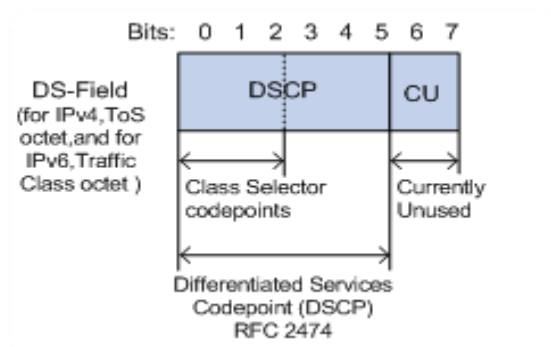 Bits: 0 1 2 3 4 5 6 7
DS-Field
(for IPv4,ToS
octet,and for
IPv6,Traffic
Class octet )
DSCP
CU
Class Selector
codepoints
Currently
Unused
Differentiated Services
Codepoint (DSCP)
RFC 2474